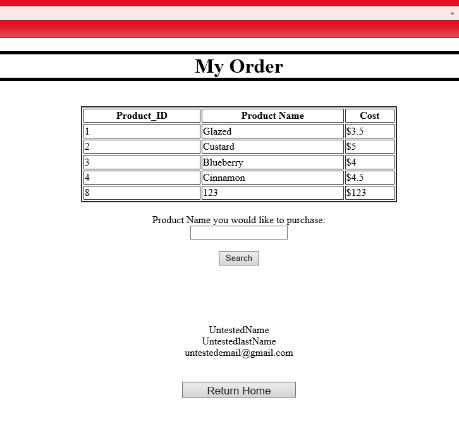 My Order
Product_ID Product Name Cost
1 Glazed $3.5
2 Custard $5
3 Blueberry $4
4 Cinnamon $4.5
8 123 $123
Product Name you would like to purchase:
Search
UntestedName
UntestedlastName
untestedemail@gmail.com
Return Home